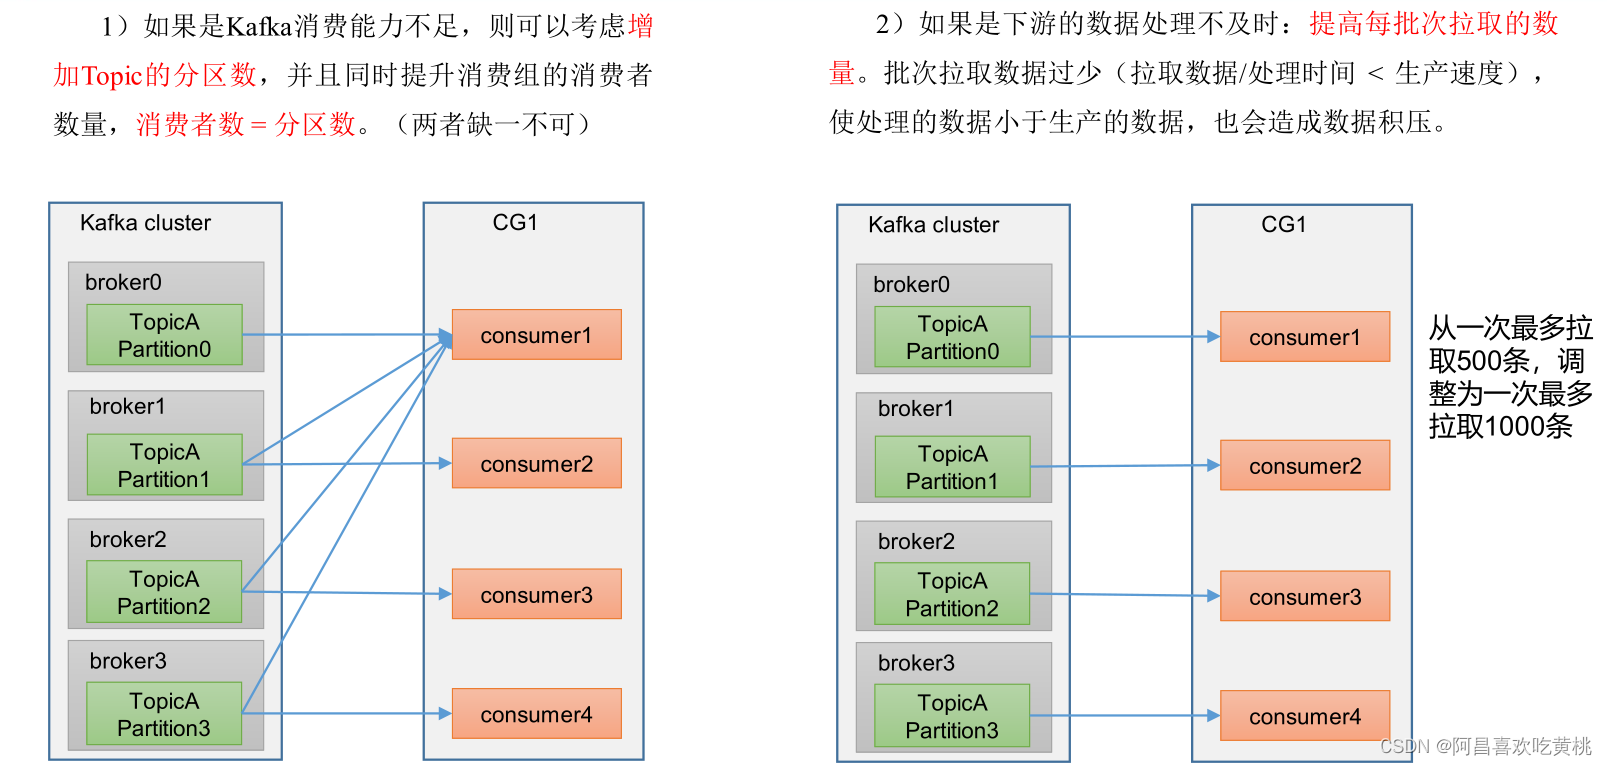 1）如果是Kafka消费能力不足，则可以考虑增
加Topic的分区数，并且同时提升消费组的消费者
数量，消费者数 = 分区数。（两者缺一不可）
Kafka cluster
CG1
broker0
TopicA
Partition0
consumer1
broker1
TopicA
Partition1
consumer2
broker2
TopicA
Partition2
consumer3
broker3
TopicA
Partition3
consumer4
2）如果是下游的数据处理不及时：提高每批次拉取的数
量。批次拉取数据过少（拉取数据/处理时间 < 生产速度），
使处理的数据小于生产的数据，也会造成数据积压。
Kafka cluster
CG1
broker0
TopicA
Partition0
consumer1
broker1
TopicA
Partition1
consumer2
broker2
TopicA
Partition2
consumer3
broker3
TopicA
Partition3
consumer4
从一次最多拉
取500条，调
整为一次最多
拉取1000条
CSDN @阿昌喜欢吃黄桃